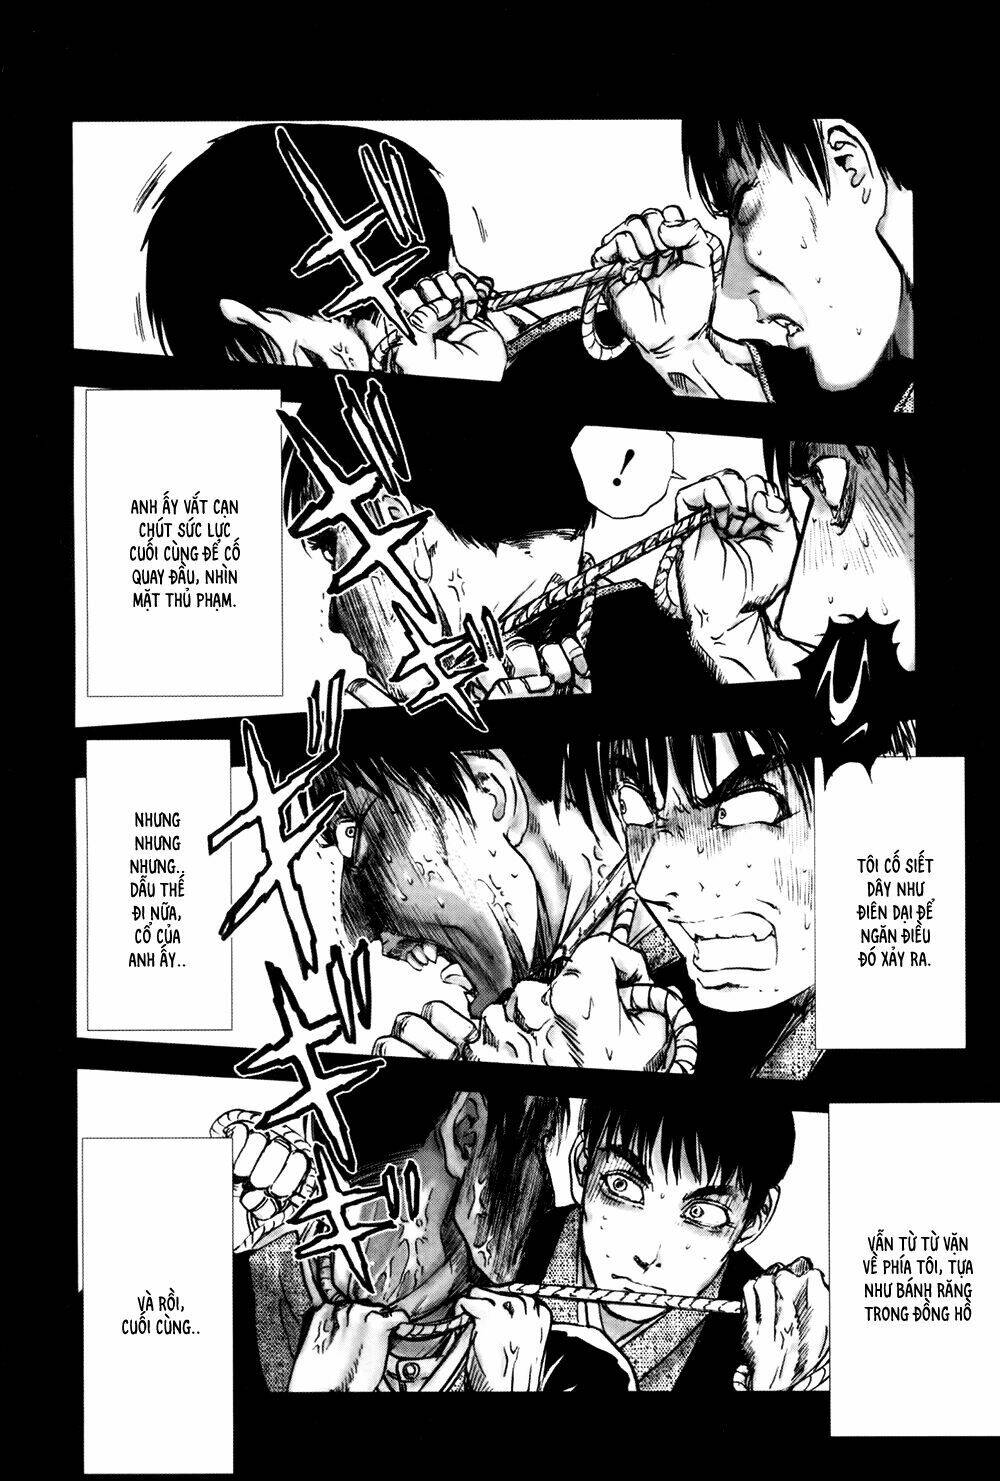 ANH ẤY VẮT CẠN
CHÚT SỨC LỰC
CUỐI CÙNG ĐỂ CỐ
QUAY ĐẦU, NHÌN
MẶT THỦ PHẠM.
!
TÔI CỐ SIẾT
DÂY NHƯ
ĐIÊN DẠI ĐỂ
NGĂN ĐIỀU
ĐÓ XẢY RA.
NHƯNG
NHƯNG
NHƯNG..
DẪU THẾ
ĐI NỮA,
CỔ CỦA
ANH ẤY..
VẪN TỪ TỪ VẶN
VỀ PHÍA TÔI, TỰA
NHƯ BÁNH RĂNG
TRONG ĐỒNG HỒ
VÀ RỒI,
CUỐI CÙNG..